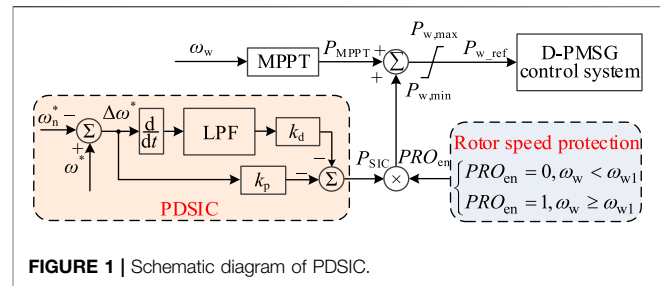 ω_w
MPPT
P_MPPT
+
+
Σ
P_w,max
P_w,min
P_w_ref
D-PMSG
control system
ω_n^*
−
Σ
+
ω^*
Δω^*
d
dt
LPF
k_d
k_p
−
−
Σ
PDSIC
P_SIC
×
PRO_en
Rotor speed protection
{PRO_en = 0, ω_w < ω_w1
PRO_en = 1, ω_w ≥ ω_w1
FIGURE 1 | Schematic diagram of PDSIC.